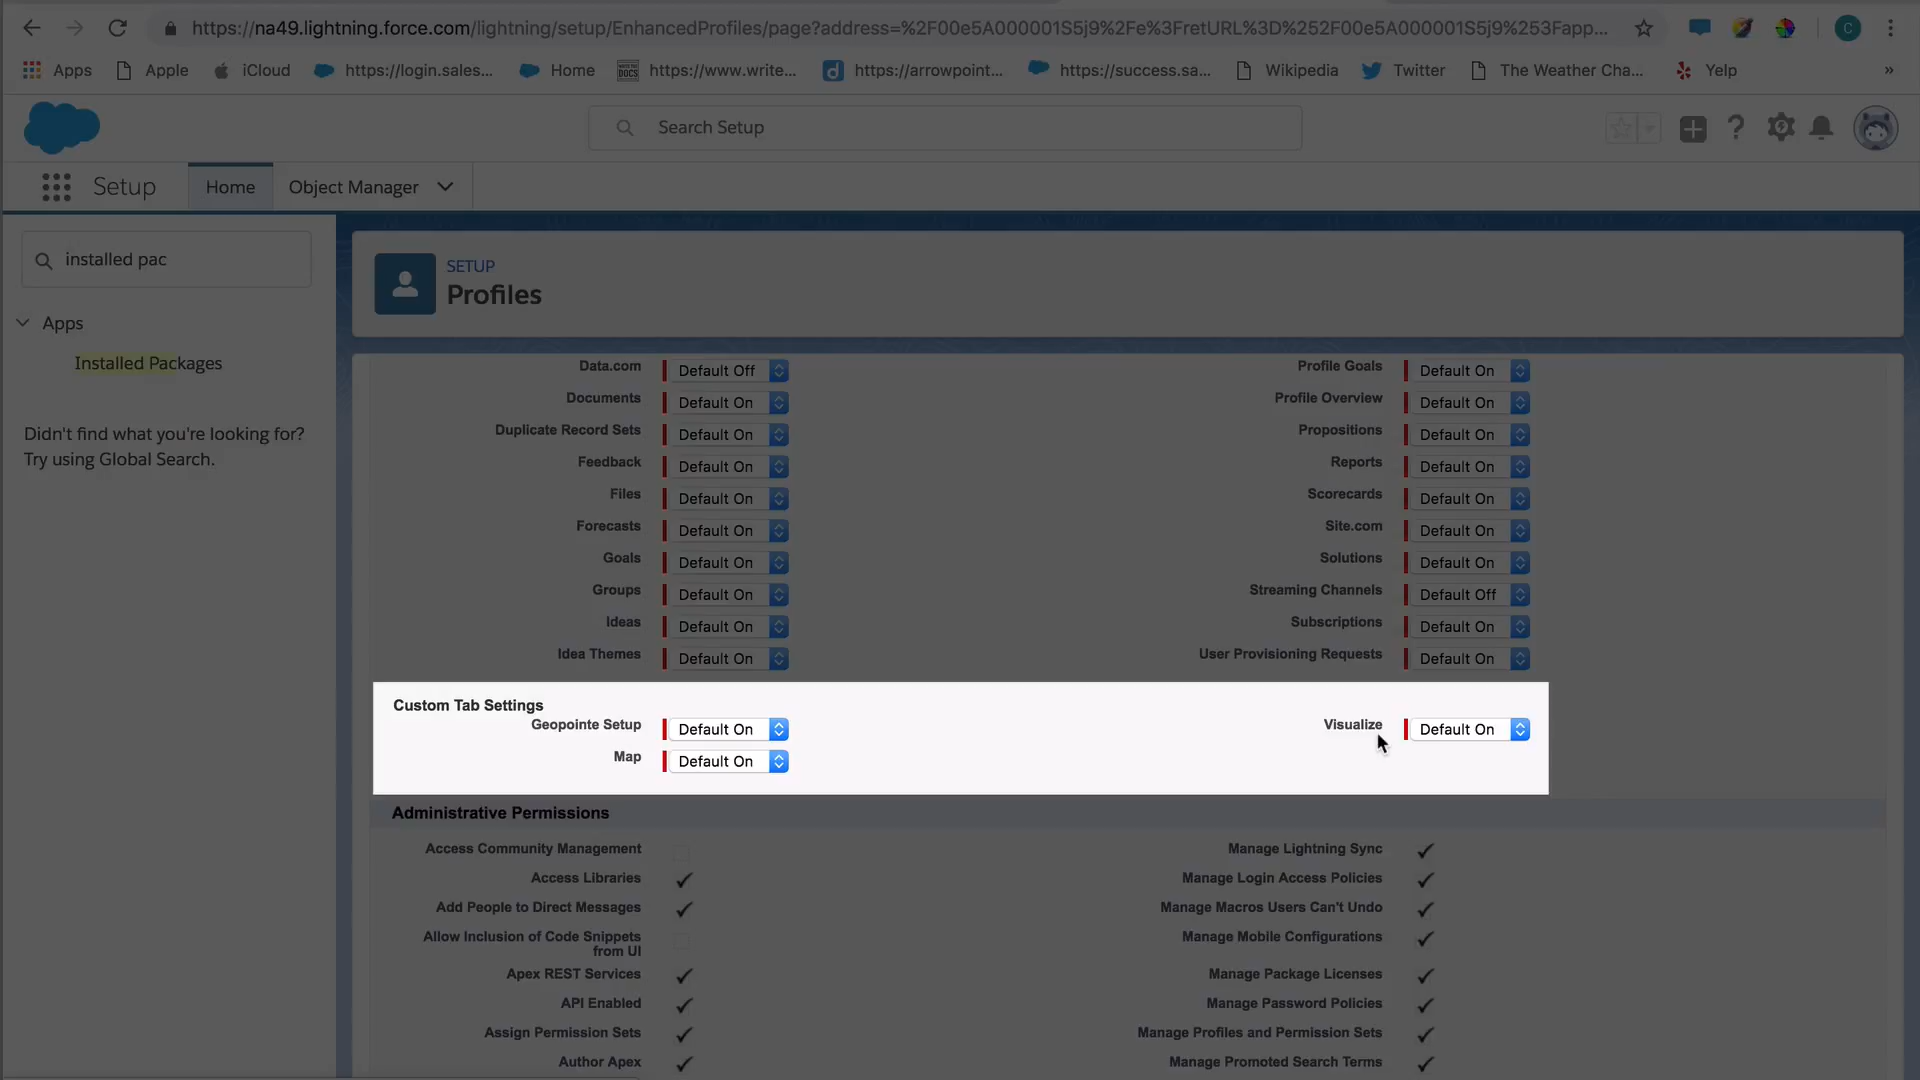 https://na49.lightning.force.com/lightning/setup/EnhancedProfiles/page?address=%2F00e5A000001S5j9%2Fe%3FretURL%3D%252F00e5A000001S5j9%253Fapp... C
Apps Apple iCloud https://login.sales... Home WRITE THE DOCS https://www.write... d https://arrowpoint... https://success.sa... Wikipedia Twitter The Weather Cha... Yelp »
Search Setup
Setup Home Object Manager
installed pac
SETUP
Profiles
Apps
Installed Packages
Didn't find what you're looking for?
Try using Global Search.
Data.com Default Off Profile Goals Default On
Documents Default On Profile Overview Default On
Duplicate Record Sets Default On Propositions Default On
Feedback Default On Reports Default On
Files Default On Scorecards Default On
Forecasts Default On Site.com Default On
Goals Default On Solutions Default On
Groups Default On Streaming Channels Default Off
Ideas Default On Subscriptions Default On
Idea Themes Default On User Provisioning Requests Default On
Custom Tab Settings
Geopointe Setup Default On Visualize Default On
Map Default On
Administrative Permissions
Access Community Management Manage Lightning Sync
Access Libraries Manage Login Access Policies
Add People to Direct Messages Manage Macros Users Can't Undo
Allow Inclusion of Code Snippets Manage Mobile Configurations
from UI
Apex REST Services Manage Package Licenses
API Enabled Manage Password Policies
Assign Permission Sets Manage Profiles and Permission Sets
Author Apex Manage Promoted Search Terms